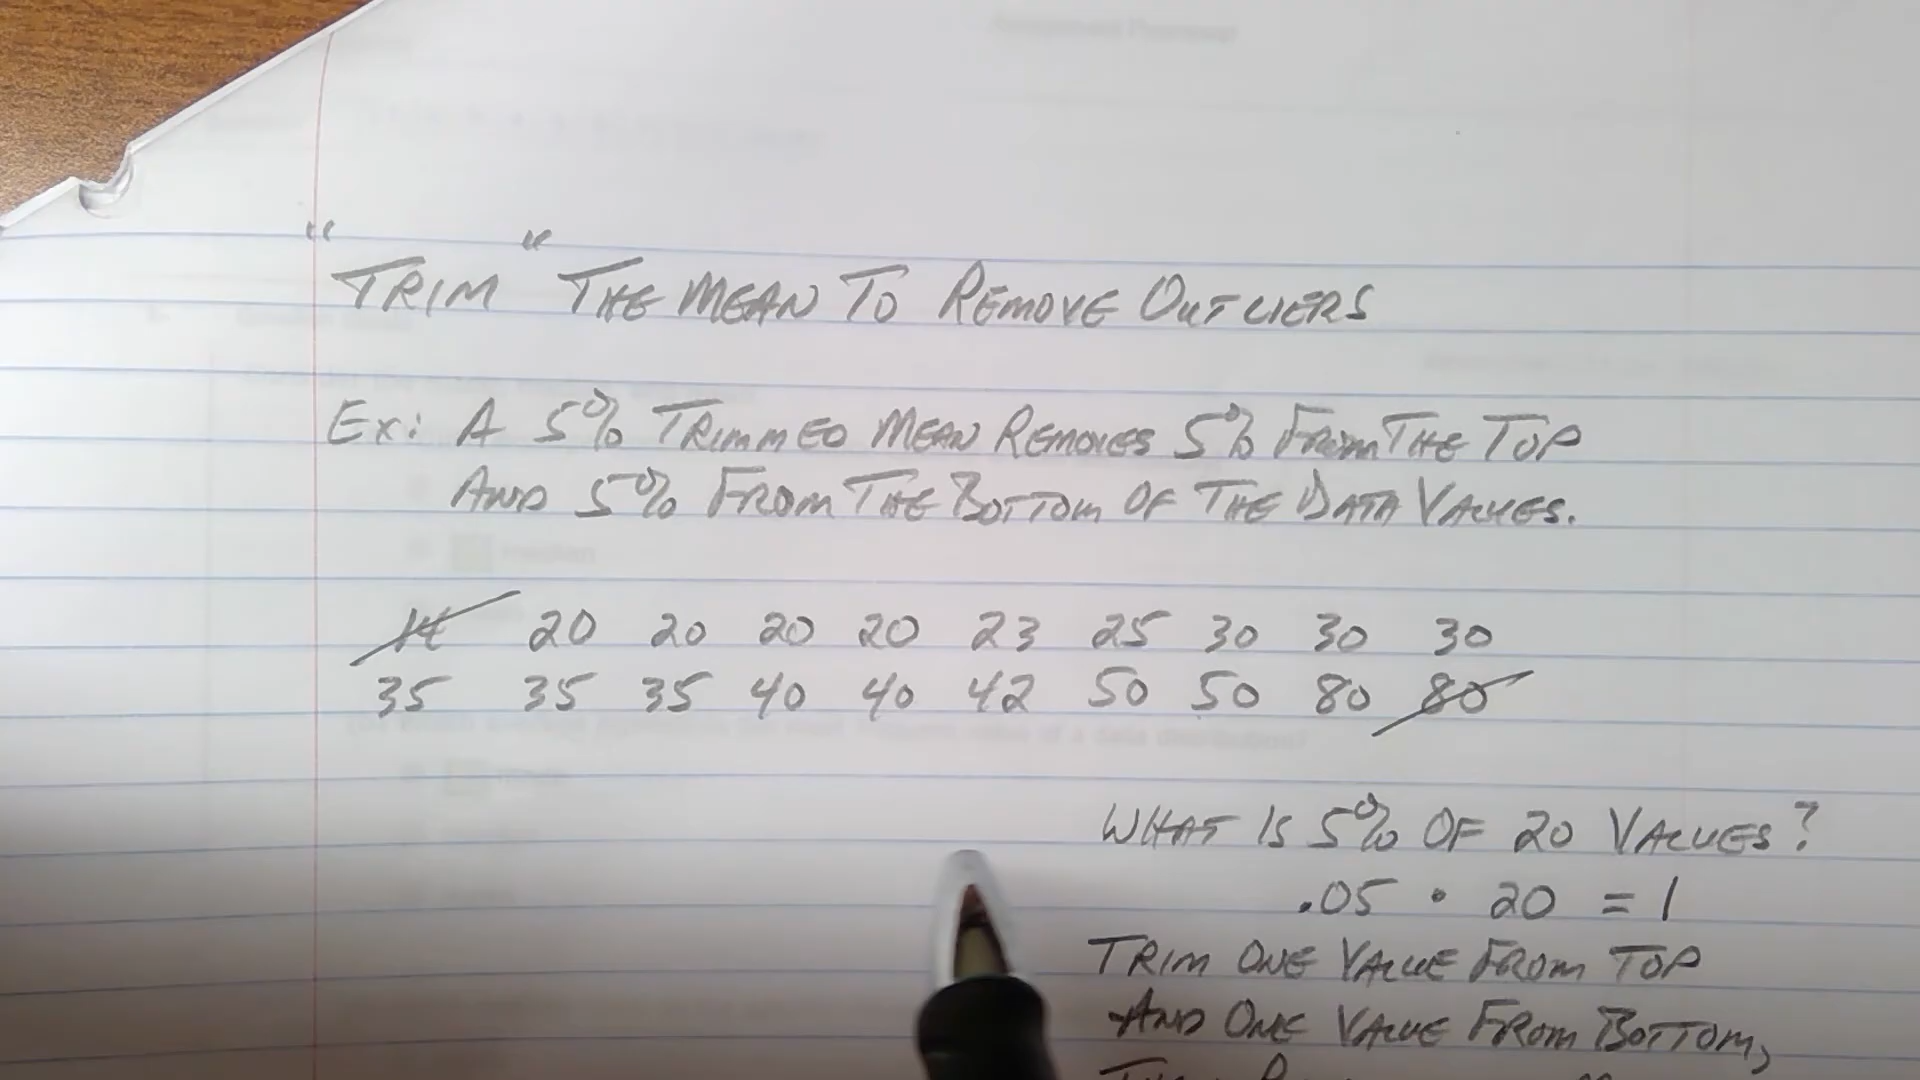 "TRIM" THE MEAN TO REMOVE OUTLIERS
EX: A 5% TRIMMED MEAN REMOVES 5% FROM THE TOP
AND 5% FROM THE BOTTOM OF THE DATA VALUES.
14 20 20 20 20 23 25 30 30 30
35 35 35 40 40 42 50 50 80 80
WHAT IS 5% OF 20 VALUES?
.05 • 20 = 1
TRIM ONE VALUE FROM TOP
AND ONE VALUE FROM BOTTOM,